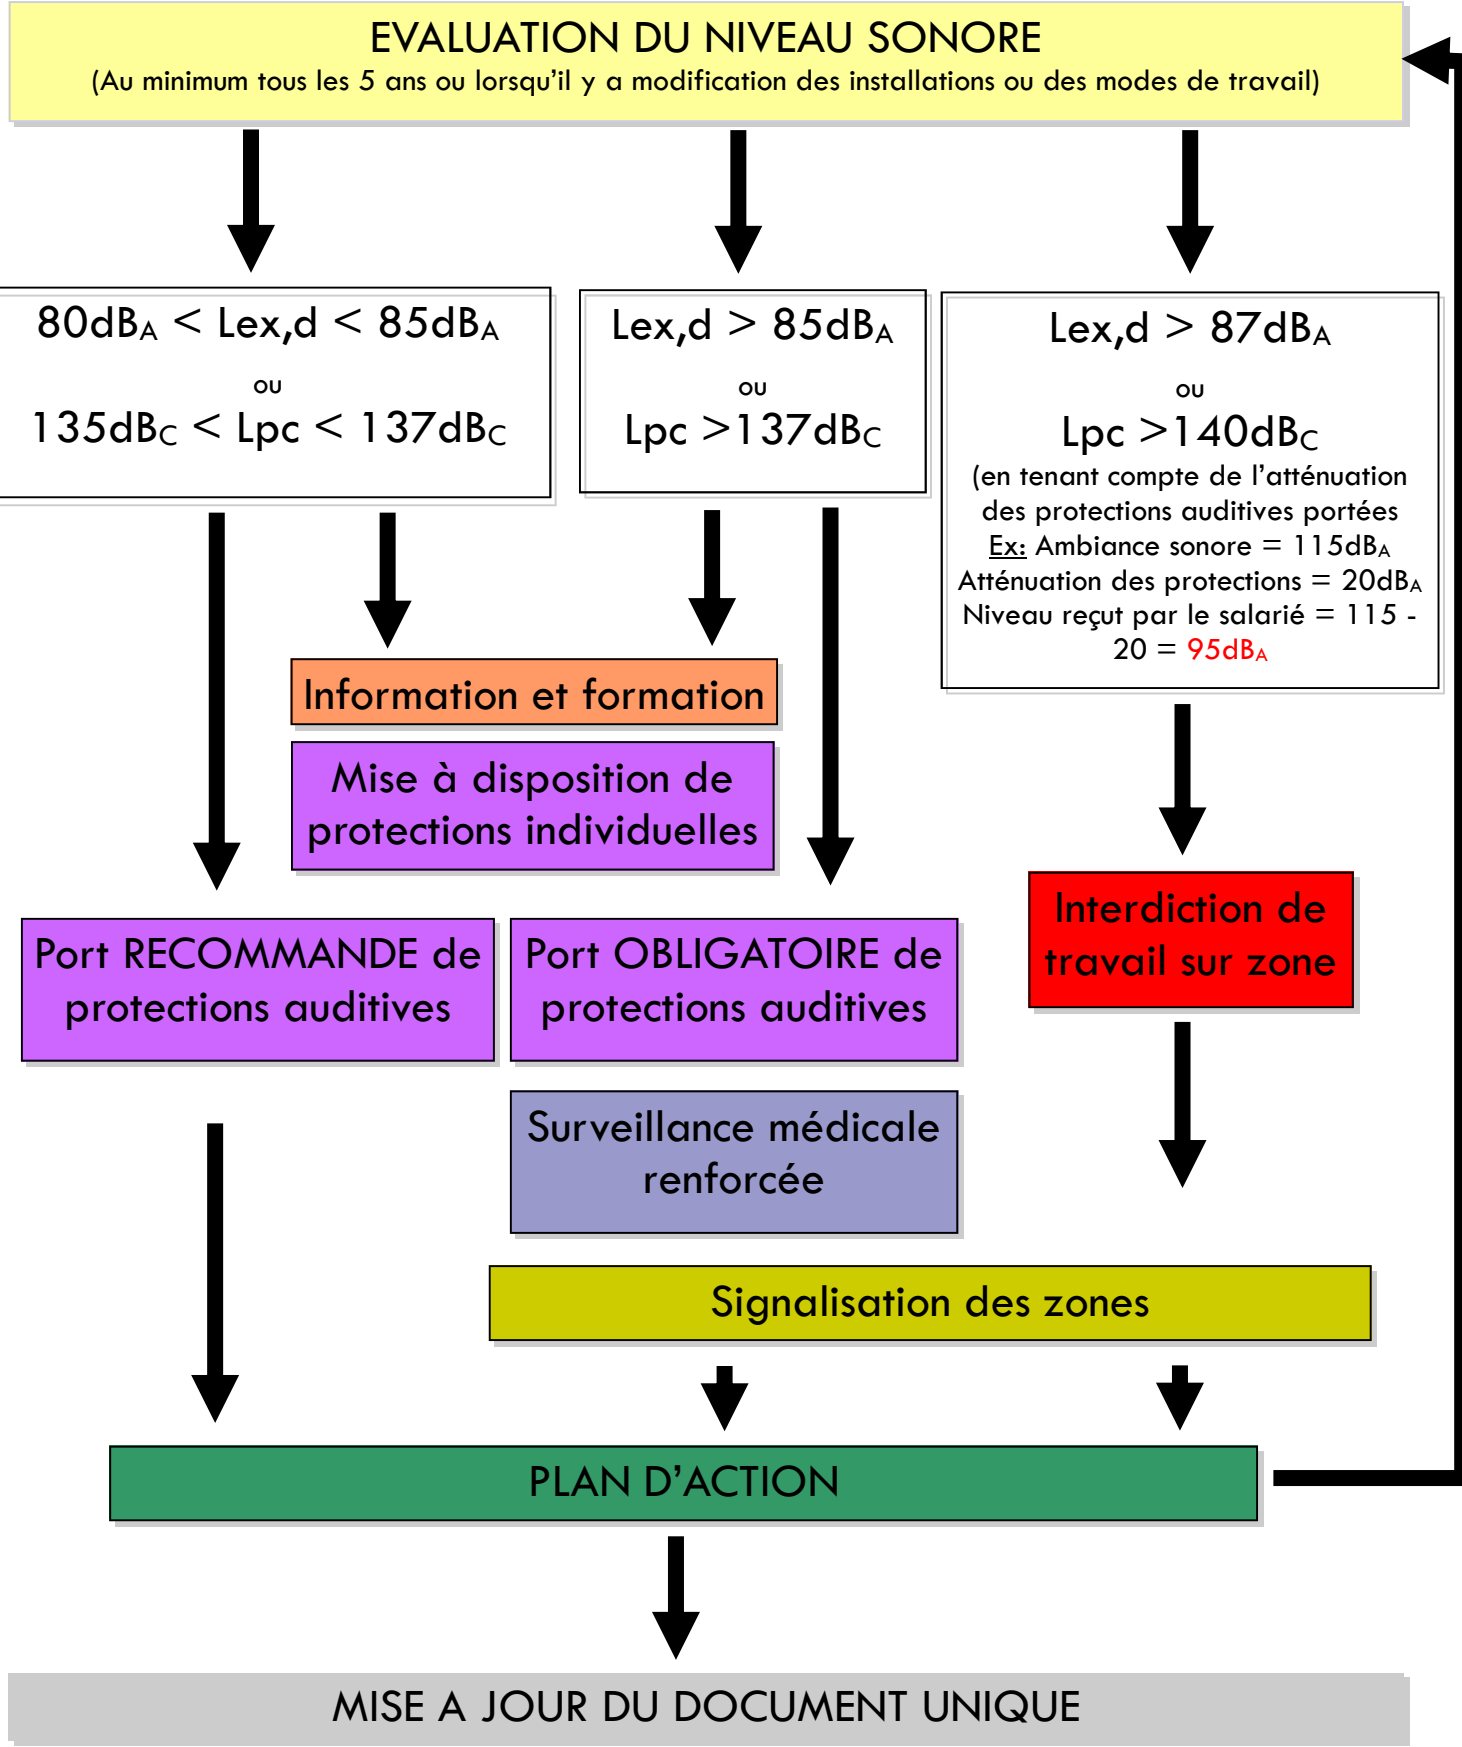 EVALUATION DU NIVEAU SONORE
(Au minimum tous les 5 ans ou lorsqu'il y a modification des installations ou des modes de travail)
80dBA < Lex,d < 85dBA
ou
135dBC < Lpc < 137dBC
Lex,d > 85dBA
ou
Lpc >137dBC
Lex,d > 87dBA
ou
Lpc >140dBC
(en tenant compte de l'atténuation
des protections auditives portées
Ex: Ambiance sonore = 115dBA
Atténuation des protections = 20dBA
Niveau reçut par le salarié = 115 -
20 = 95dBA
Information et formation
Mise à disposition de
protections individuelles
Port RECOMMANDE de
protections auditives
Port OBLIGATOIRE de
protections auditives
Interdiction de
travail sur zone
Surveillance médicale
renforcée
Signalisation des zones
PLAN D'ACTION
MISE A JOUR DU DOCUMENT UNIQUE